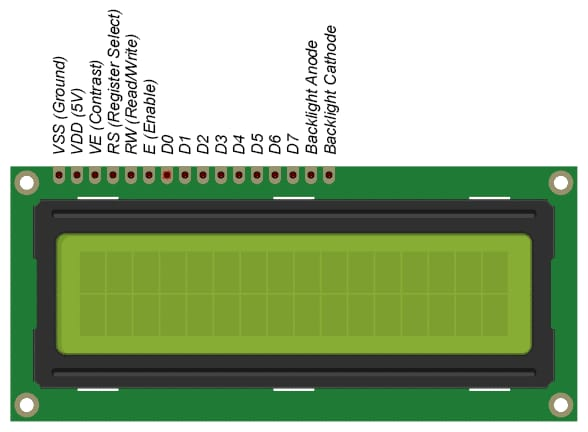 VSS (Ground)
VDD (5V)
VE (Contrast)
RS (Register Select)
RW (Read/Write)
E (Enable)
D0
D1
D2
D3
D4
D5
D6
D7
Backlight Anode
Backlight Cathode